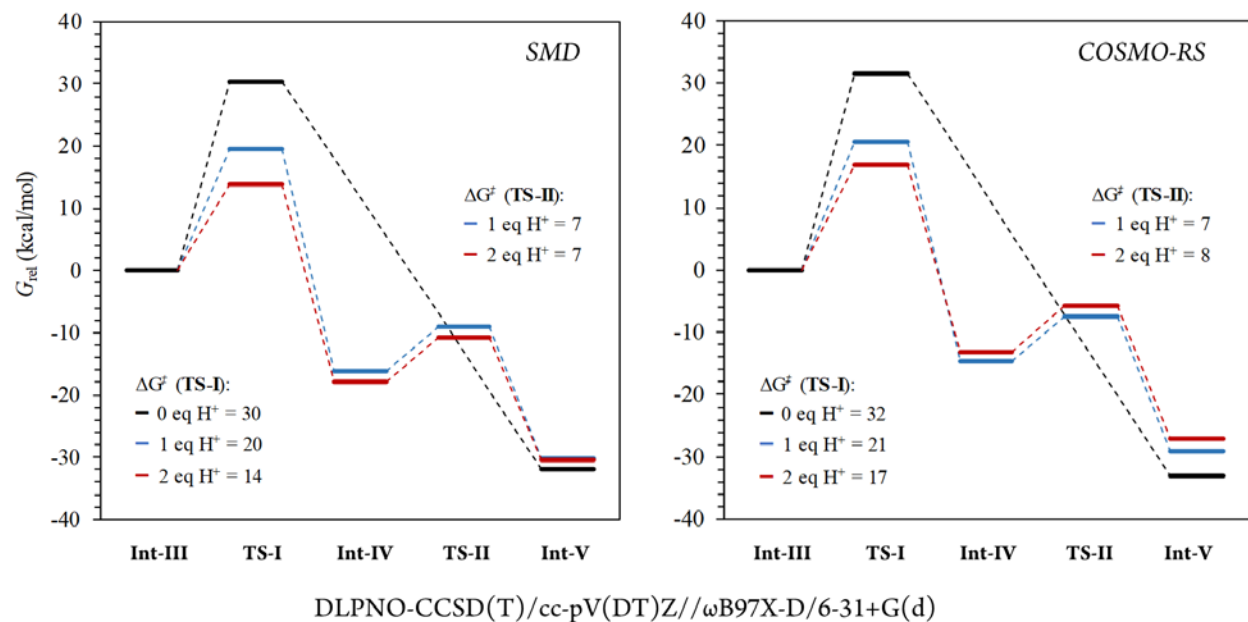 SMD
G_rel (kcal/mol)
40
30
20
10
0
-10
-20
-30
-40
ΔG‡ (TS-II):
1 eq H⁺ = 7
2 eq H⁺ = 7
ΔG‡ (TS-I):
0 eq H⁺ = 30
1 eq H⁺ = 20
2 eq H⁺ = 14
Int-III TS-I Int-IV TS-II Int-V
COSMO-RS
40
30
20
10
0
-10
-20
-30
-40
ΔG‡ (TS-II):
1 eq H⁺ = 7
2 eq H⁺ = 8
ΔG‡ (TS-I):
0 eq H⁺ = 32
1 eq H⁺ = 21
2 eq H⁺ = 17
Int-III TS-I Int-IV TS-II Int-V
DLPNO-CCSD(T)/cc-pV(DT)Z//ωB97X-D/6-31+G(d)